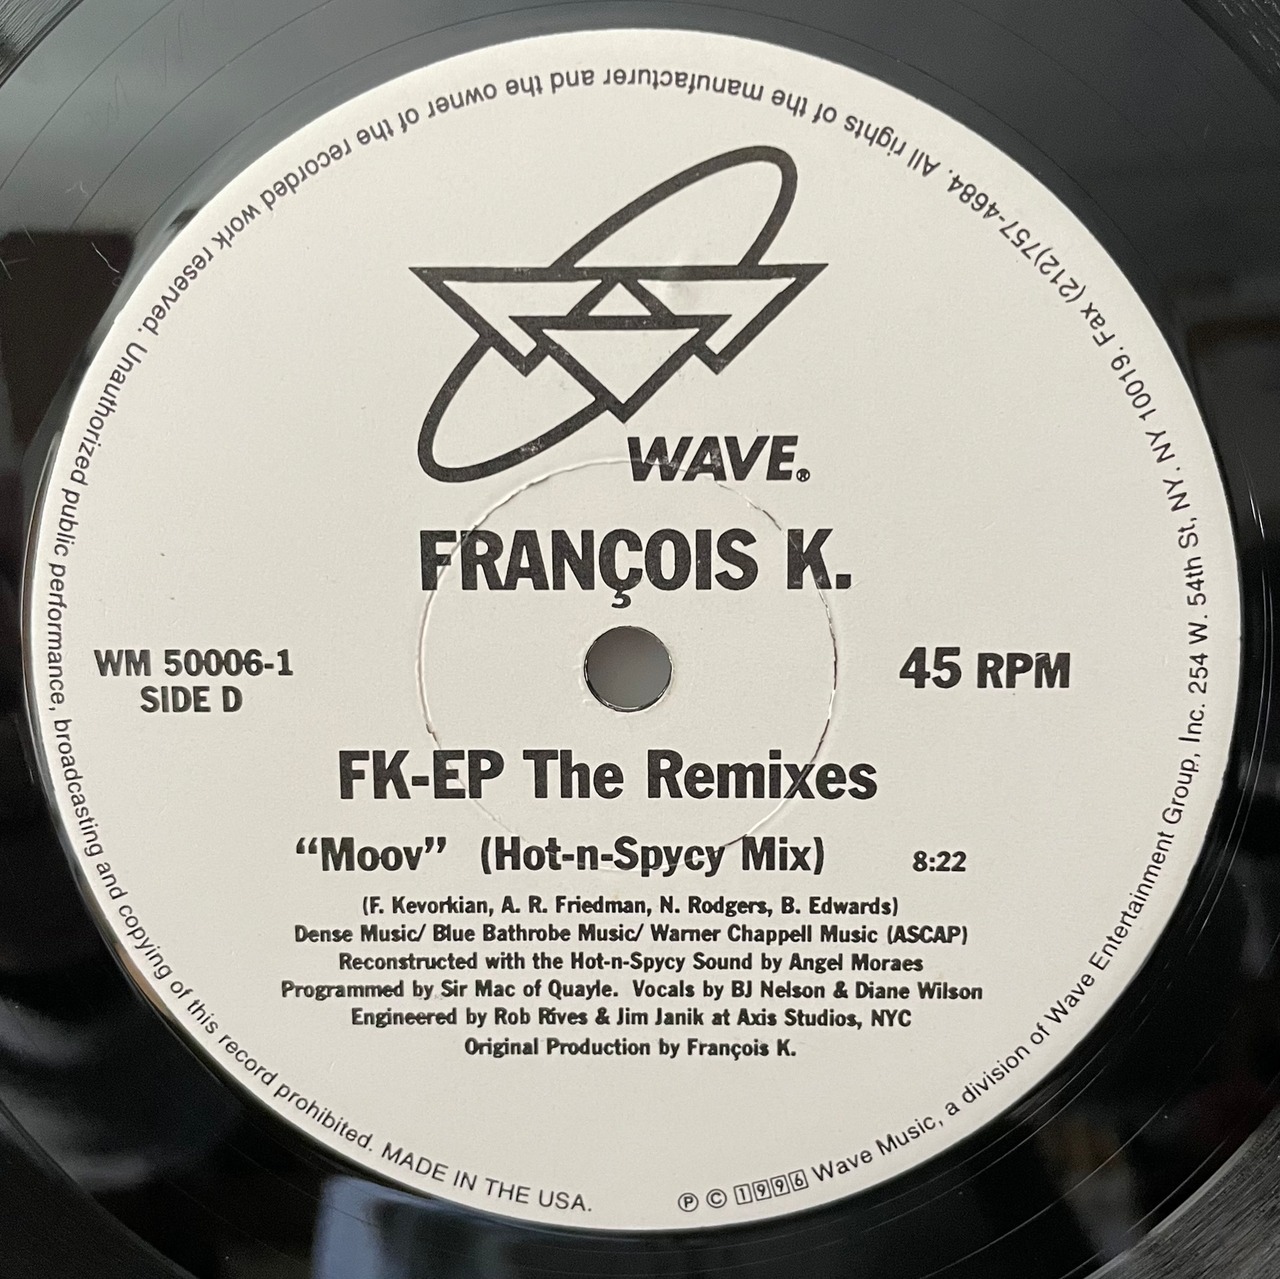 WAVE®
FRANÇOIS K.
WM 50006-1
SIDE D
45 RPM
FK-EP The Remixes
“Moov” (Hot-n-Spycy Mix) 8:22
(F. Kevorkian, A. R. Friedman, N. Rodgers, B. Edwards)
Dense Music/ Blue Bathrobe Music/ Warner Chappell Music (ASCAP)
Reconstructed with the Hot-n-Spycy Sound by Angel Moraes
Programmed by Sir Mac of Quayle. Vocals by BJ Nelson & Diane Wilson
Engineered by Rob Rives & Jim Janik at Axis Studios, NYC
Original Production by François K.
℗ © 1996 Wave Music, a division of Wave Entertainment Group, Inc. 254 W. 54th St, NY. NY 10019. Fax (212)757-4684. All rights of the manufacturer and the owner of the recorded work reserved. Unauthorized public performance, broadcasting and copying of this record prohibited. MADE IN THE USA.